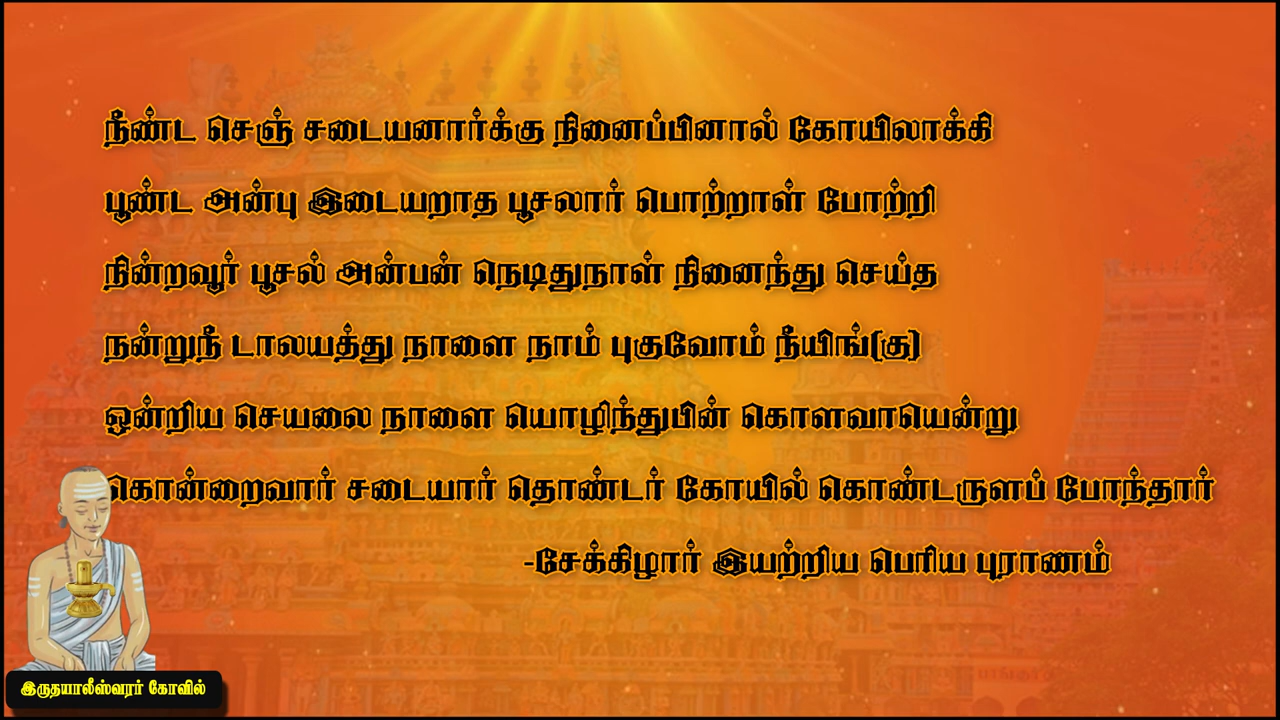 நீண்ட செஞ் சடையனார்க்கு நினைப்பினால் கோயிலாக்கி
பூண்ட அன்பு இடையறாத பூசலார் பொற்றாள் போற்றி
நின்றவூர் பூசல் அன்பன் நெடிதுநாள் நினைந்து செய்த
நன்றுநீ டாலயத்து நாளை நாம் புகுவோம் நீயிங்(கு)
ஒன்றிய செயலை நாளை யொழிந்துபின் கொளவாயென்று
கொன்றைவார் சடையார் தொண்டர் கோயில் கொண்டருளப் போந்தார்
-சேக்கிழார் இயற்றிய பெரிய புராணம்
இருதயாலீஸ்வரர் கோவில்